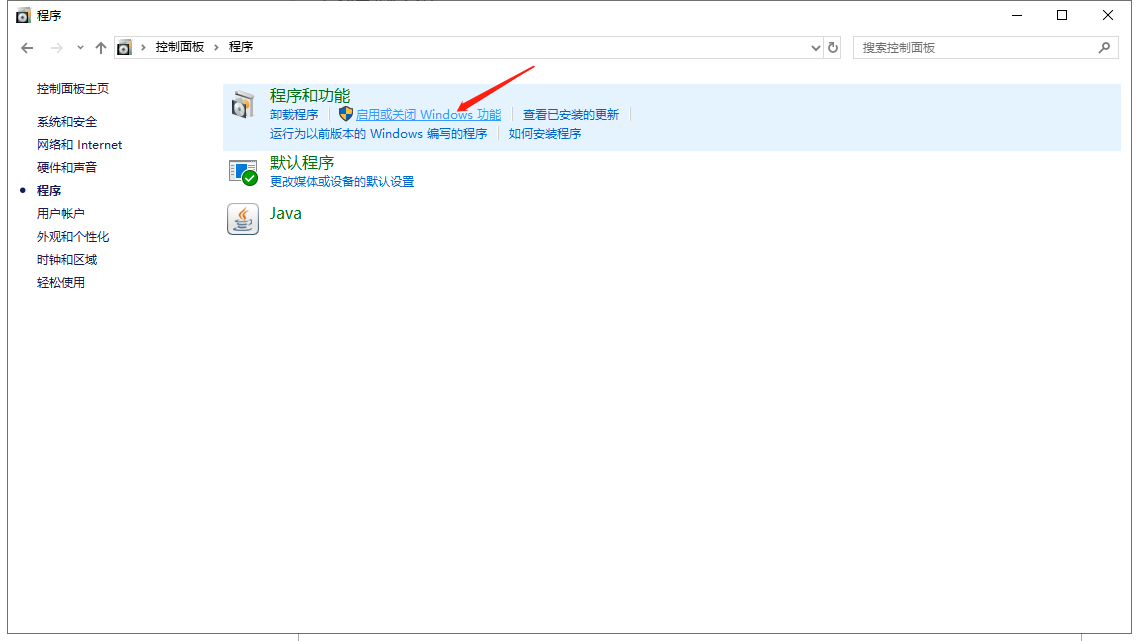 程序
控制面板 程序
搜索控制面板
控制面板主页
系统和安全
网络和 Internet
硬件和声音
程序
用户帐户
外观和个性化
时钟和区域
轻松使用
程序和功能
卸载程序 启用或关闭 Windows 功能 查看已安装的更新
运行为以前版本的 Windows 编写的程序 如何安装程序
默认程序
更改媒体或设备的默认设置
Java